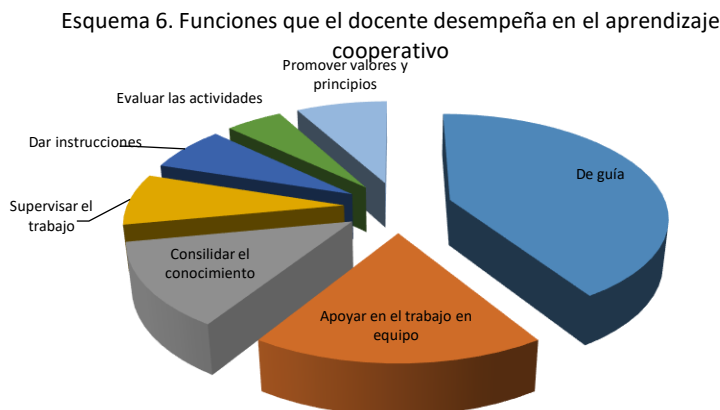 Esquema 6. Funciones que el docente desempeña en el aprendizaje
cooperativo
Promover valores y
principios
Evaluar las actividades
Dar instrucciones
De guía
Supervisar el
trabajo
Consilidar el
conocimiento
Apoyar en el trabajo en
equipo